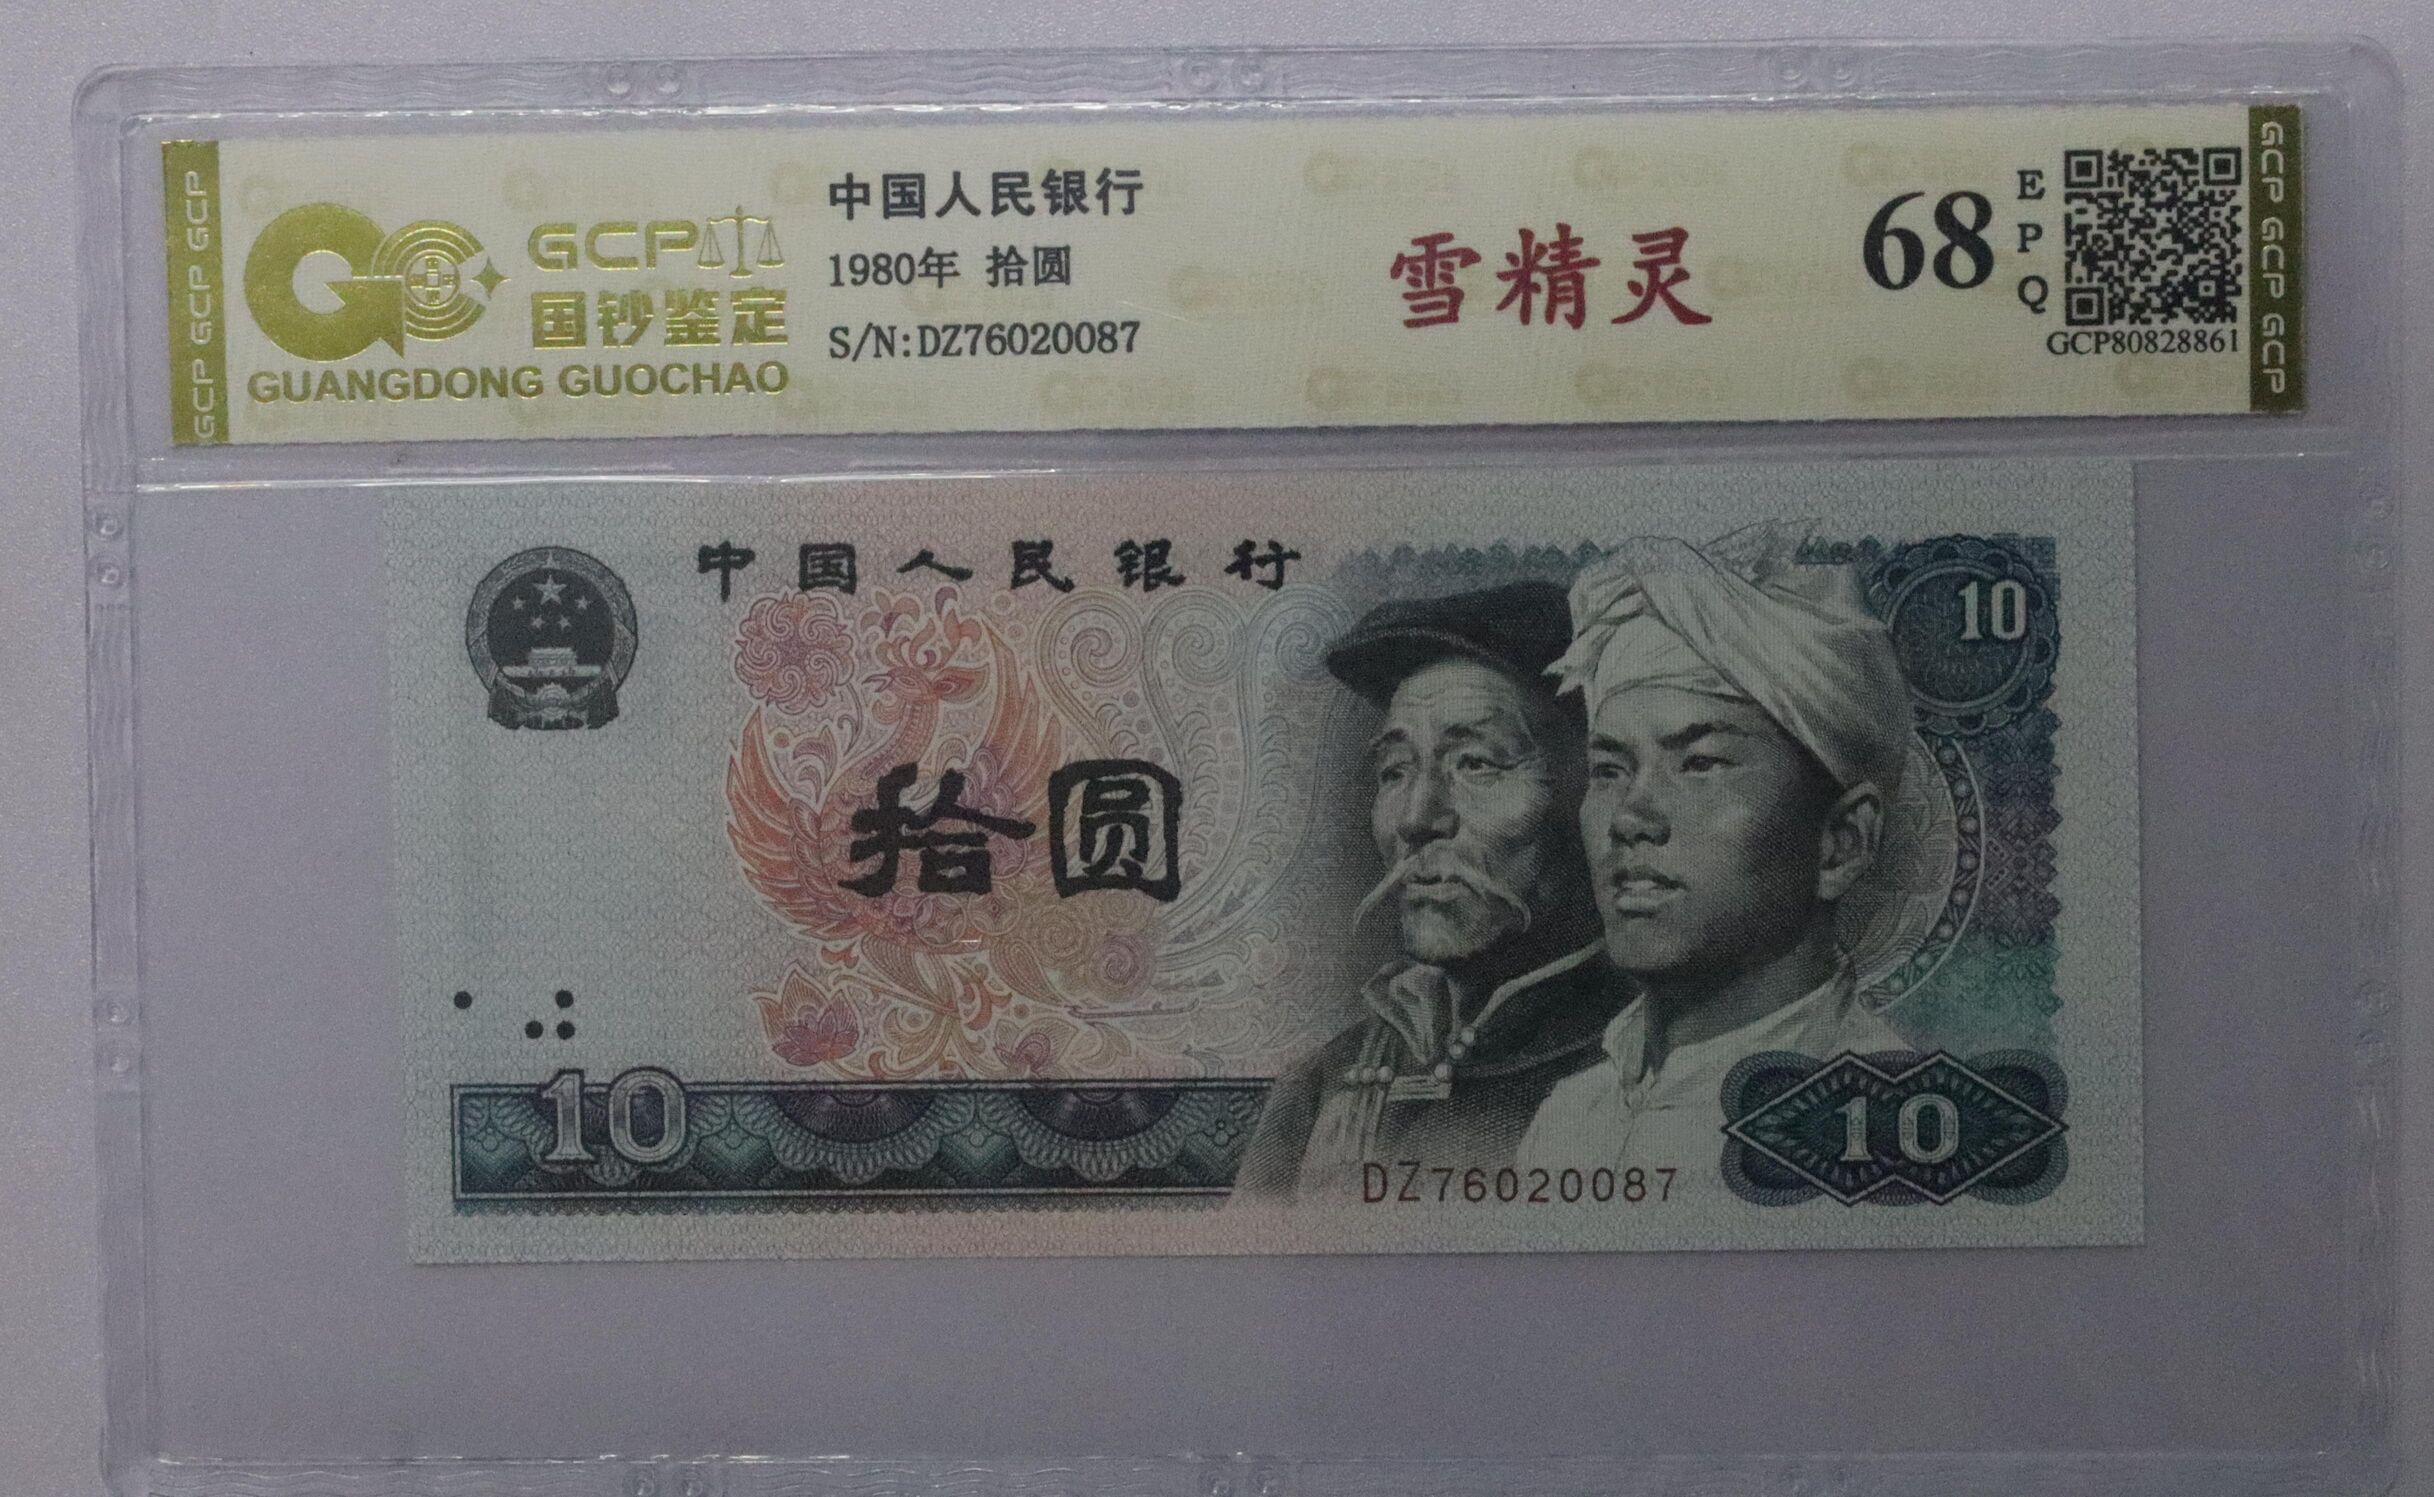 GCP GCP GCP
GCP
国钞鉴定
GUANGDONG GUOCHAO
中国人民银行
1980年 拾圆
S/N:DZ76020087
雪精灵
68
EPQ
GCP80828861
GCP GCP GCP
中国人民银行
10
拾圆
10
DZ76020087
10